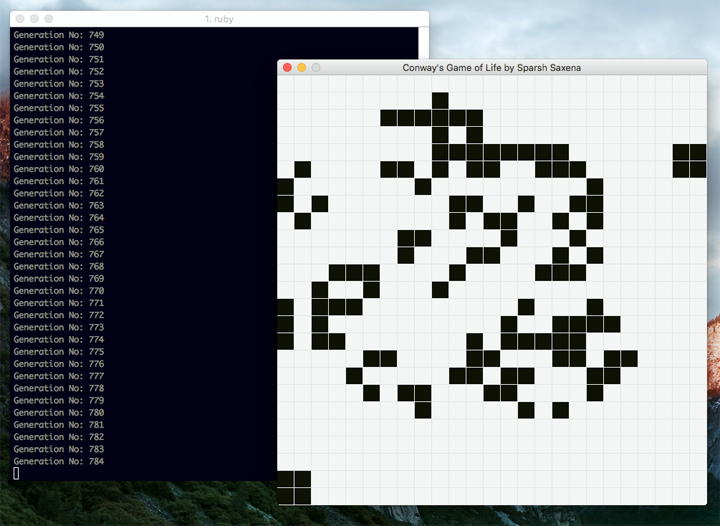 1. ruby
Generation No: 749
Generation No: 750
Generation No: 751
Generation No: 752
Generation No: 753
Generation No: 754
Generation No: 755
Generation No: 756
Generation No: 757
Generation No: 758
Generation No: 759
Generation No: 760
Generation No: 761
Generation No: 762
Generation No: 763
Generation No: 764
Generation No: 765
Generation No: 766
Generation No: 767
Generation No: 768
Generation No: 769
Generation No: 770
Generation No: 771
Generation No: 772
Generation No: 773
Generation No: 774
Generation No: 775
Generation No: 776
Generation No: 777
Generation No: 778
Generation No: 779
Generation No: 780
Generation No: 781
Generation No: 782
Generation No: 783
Generation No: 784
Conway's Game of Life by Sparsh Saxena